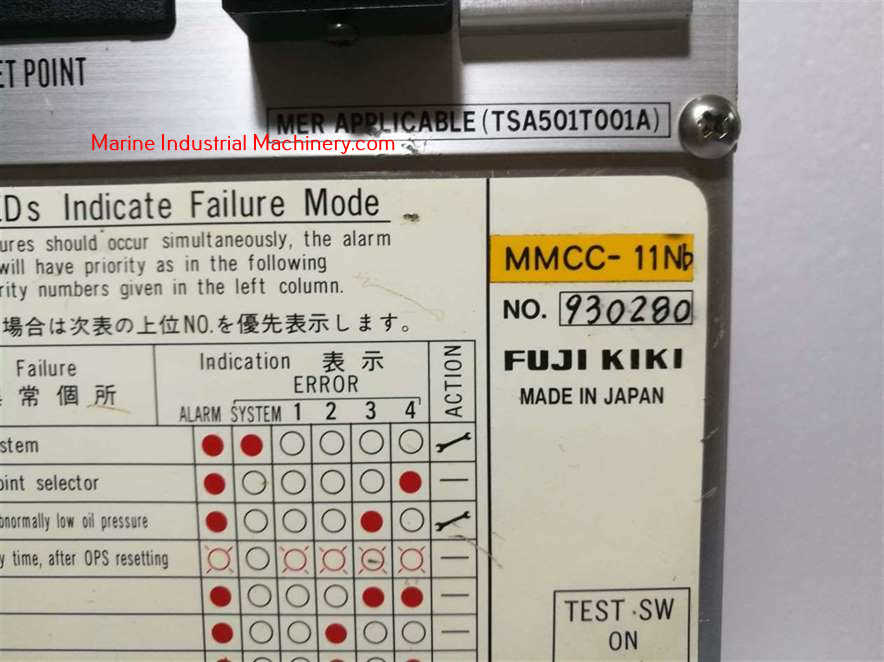 ET POINT
MER APPLICABLE (TSA501T001A)
Marine Industrial Machinery.com
EDs Indicate Failure Mode
ures should occur simultaneously, the alarm
will have priority as in the following
rity numbers given in the left column.
場合は次表の上位NO.を優先表示します。
Failure
常個所
Indication 表示
ERROR
ALARM SYSTEM 1 2 3 4
ACTION
stem
oint selector
bnormally low oil pressure
y time, after OPS resetting
MMCC-11Nb
NO. 930280
FUJI KIKI
MADE IN JAPAN
TEST·SW
ON